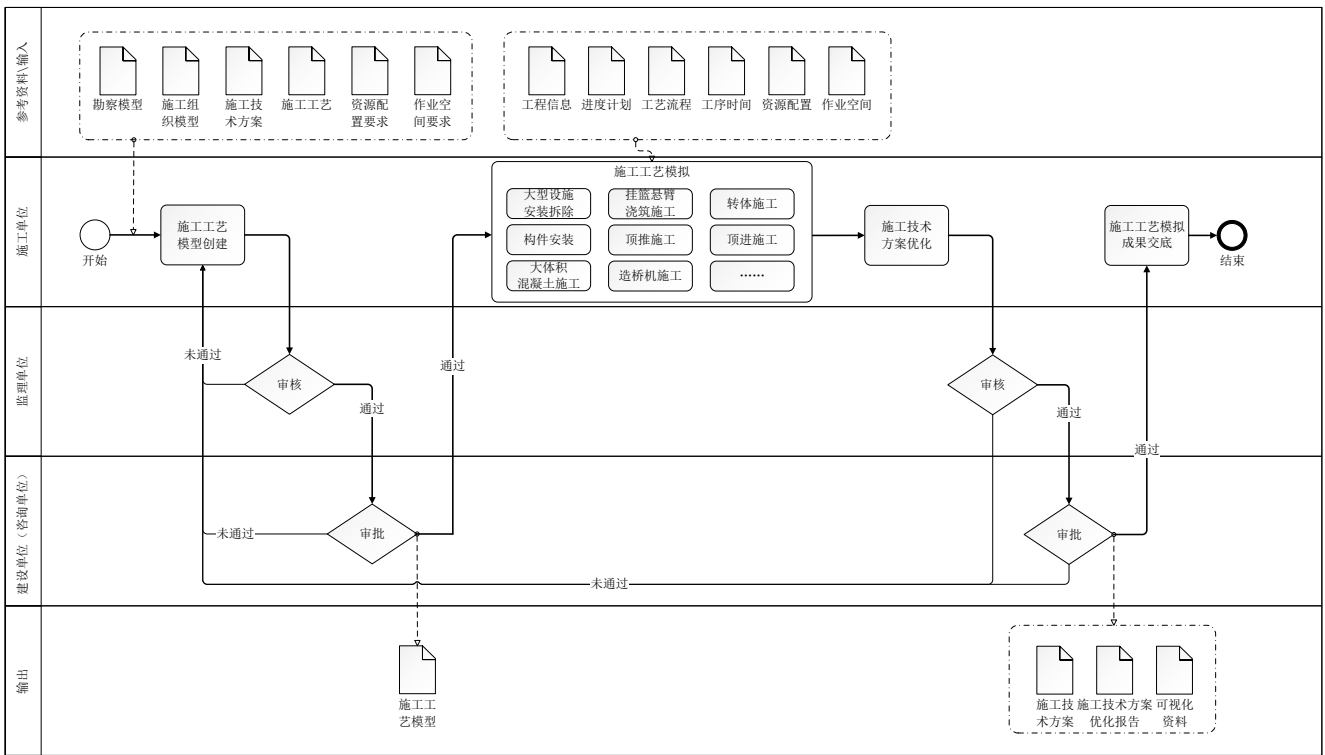 参考资料\输入
勘察模型
施工组
织模型
施工技
术方案
施工工艺
资源配
置要求
作业空
间要求
工程信息
进度计划
工艺流程
工序时间
资源配置
作业空间
施工单位
开始
施工工艺
模型创建
施工工艺模拟
大型设施
安装拆除
挂篮悬臂
浇筑施工
转体施工
构件安装
顶推施工
顶进施工
大体积
混凝土施工
造桥机施工
……
施工技术
方案优化
施工工艺模拟
成果交底
结束
监理单位
未通过
审核
通过
通过
审核
通过
通过
建设单位（咨询单位）
未通过
审批
审批
未通过
输出
施工工
艺模型
施工技
术方案
施工技术方案
优化报告
可视化
资料